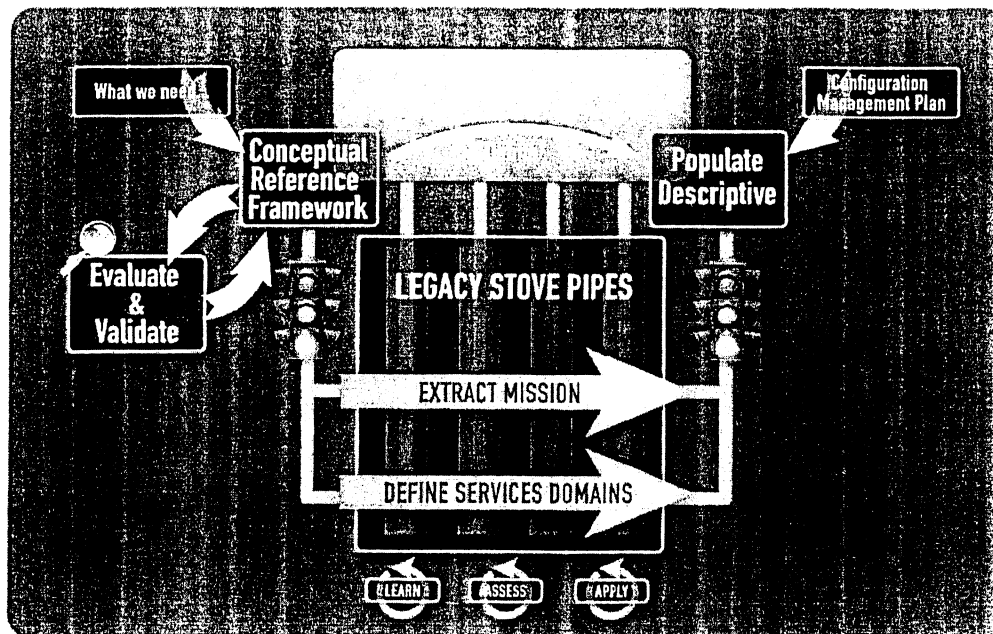 What we need
Configuration
Management Plan
Conceptual
Reference
Framework
Populate
Descriptive
Evaluate
&
Validate
LEGACY STOVE PIPES
EXTRACT MISSION
DEFINE SERVICES DOMAINS
LEARN
ASSESS
APPLY